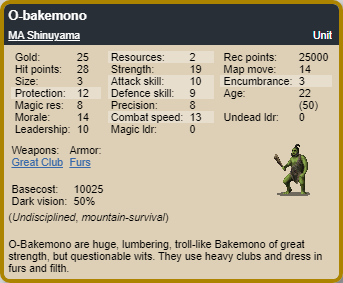 O-bakemono
MA Shinuyama Unit
Gold: 25 Resources: 2 Rec points: 25000
Hit points: 28 Strength: 19 Map move: 14
Size: 3 Attack skill: 10 Encumbrance: 3
Protection: 12 Defence skill: 9 Age: 22
Magic res: 8 Precision: 8 (50)
Morale: 14 Combat speed: 13 Undead ldr: 0
Leadership: 10 Magic ldr: 0
Weapons: Armor:
Great Club Furs
Basecost: 10025
Dark vision: 50%
(Undisciplined, mountain-survival)
O-Bakemono are huge, lumbering, troll-like Bakemono of great
strength, but questionable wits. They use heavy clubs and dress in
furs and filth.